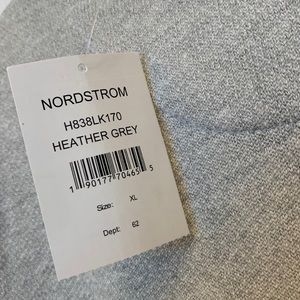 NORDSTROM
H838LK170
HEATHER GREY
1 90177 70465 5
Size: XL
Dept: 62